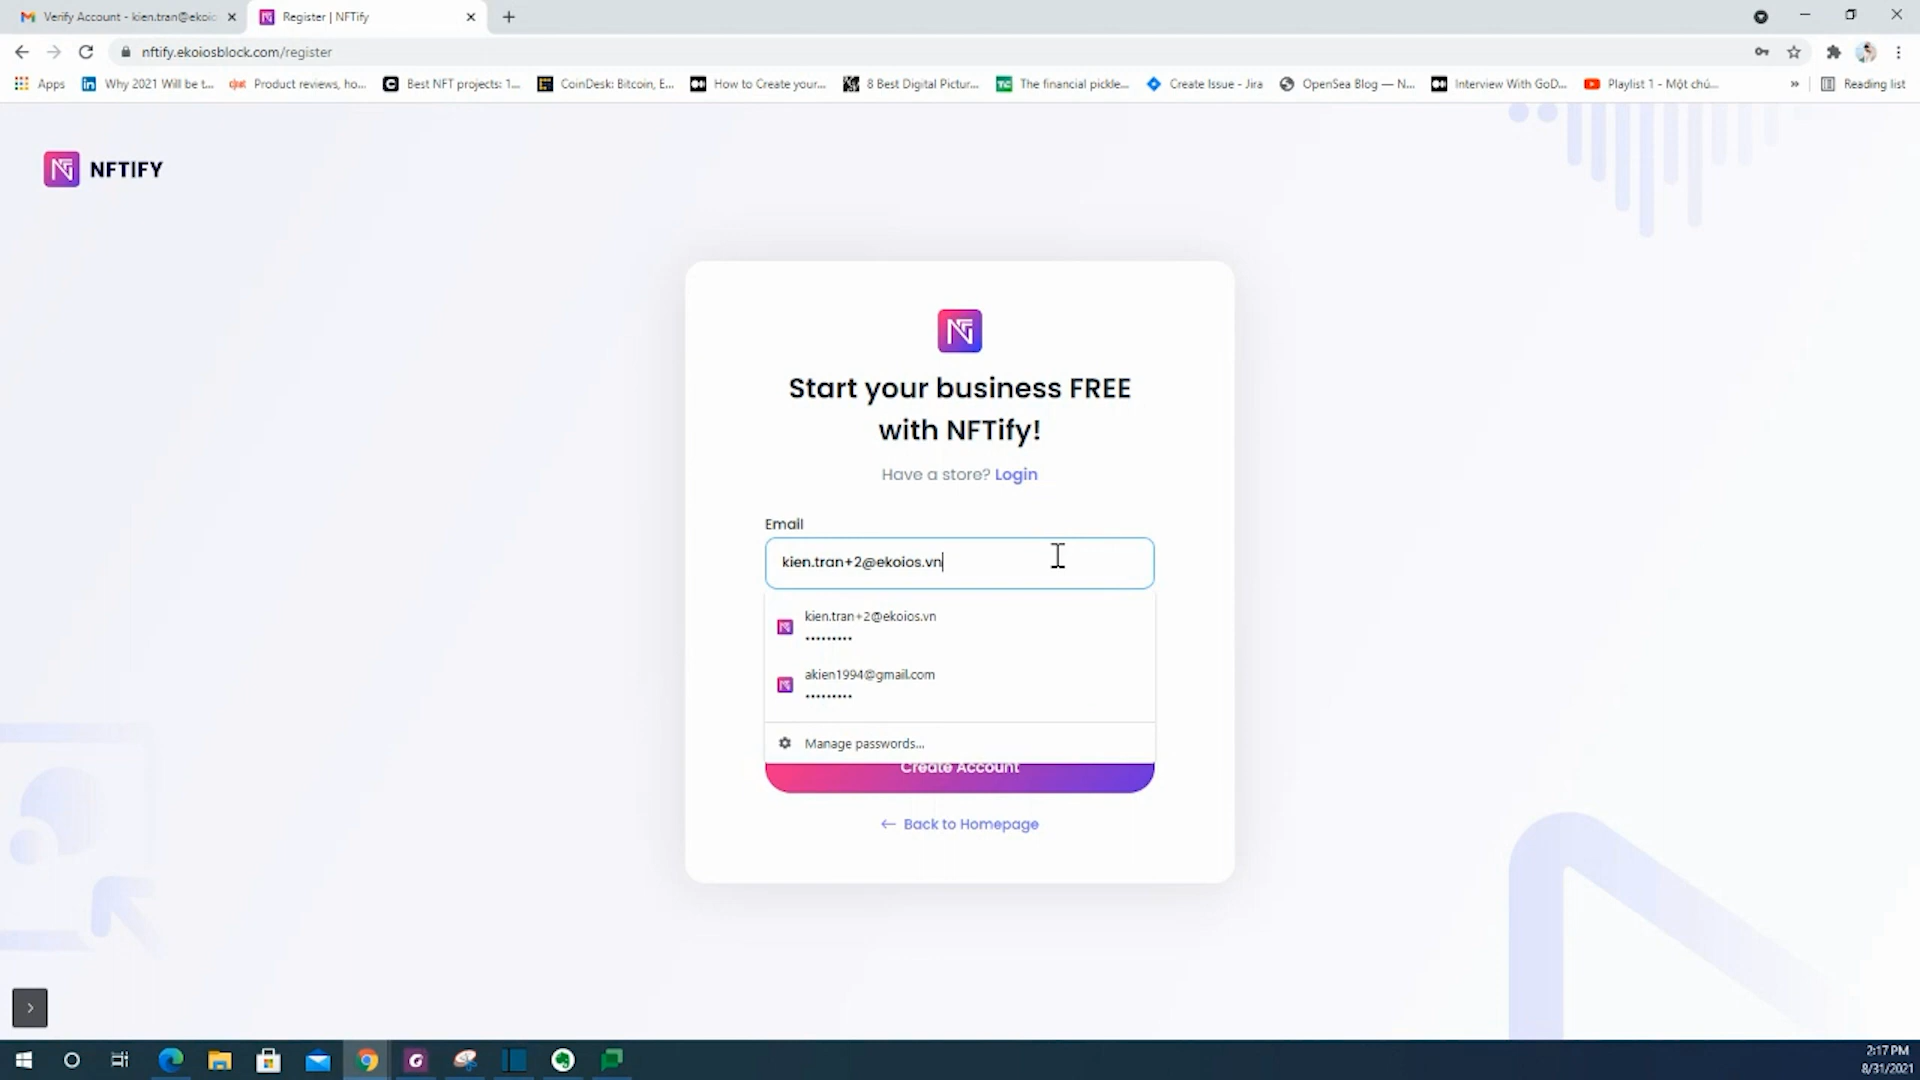 Verify Account - kien.tran@ekoio
Register | NFTify
nftify.ekoiosblock.com/register
Apps
Why 2021 Will be t...
Product reviews, ho...
Best NFT projects: 1...
CoinDesk: Bitcoin, E...
How to Create your...
8 Best Digital Pictur...
The financial pickle...
Create Issue - Jira
OpenSea Blog — N...
Interview With GoD...
Playlist 1 - Một chú...
Reading list
NFTIFY
Start your business FREE
with NFTify!
Have a store? Login
Email
kien.tran+2@ekoios.vn
kien.tran+2@ekoios.vn
•••••••••
akien1994@gmail.com
•••••••••
Manage passwords...
Create Account
Back to Homepage
2:17 PM
8/31/2021